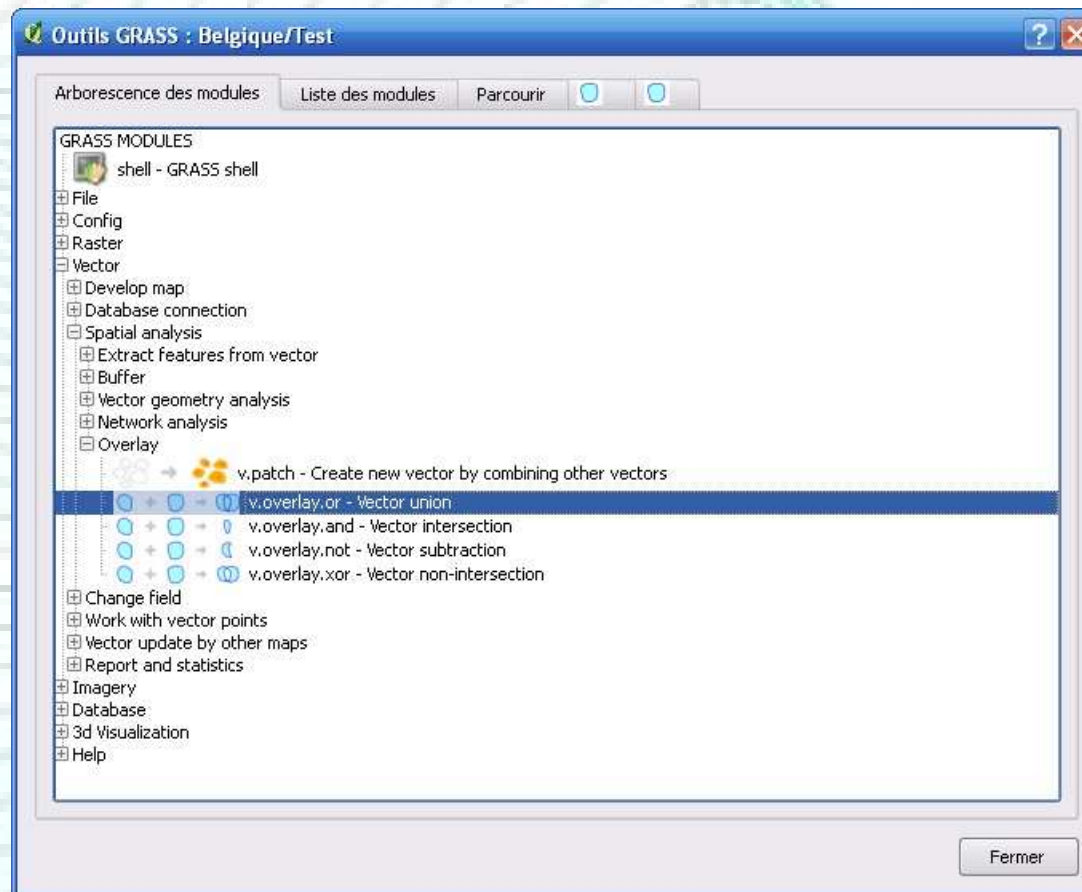 Outils GRASS : Belgique/Test
Arborescence des modules
Liste des modules
Parcourir
GRASS MODULES
shell - GRASS shell
File
Config
Raster
Vector
Develop map
Database connection
Spatial analysis
Extract features from vector
Buffer
Vector geometry analysis
Network analysis
Overlay
v.patch - Create new vector by combining other vectors
v.overlay.or - Vector union
v.overlay.and - Vector intersection
v.overlay.not - Vector subtraction
v.overlay.xor - Vector non-intersection
Change field
Work with vector points
Vector update by other maps
Report and statistics
Imagery
Database
3d Visualization
Help
Fermer